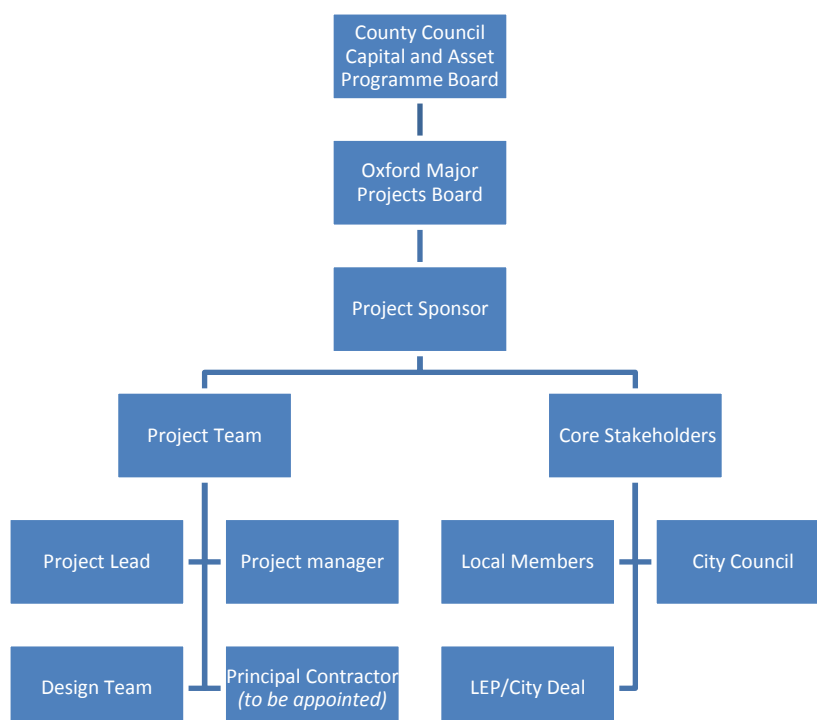 County Council
Capital and Asset
Programme Board
Oxford Major
Projects Board
Project Sponsor
Project Team
Core Stakeholders
Project Lead
Project manager
Local Members
City Council
Design Team
Principal Contractor
(to be appointed)
LEP/City Deal